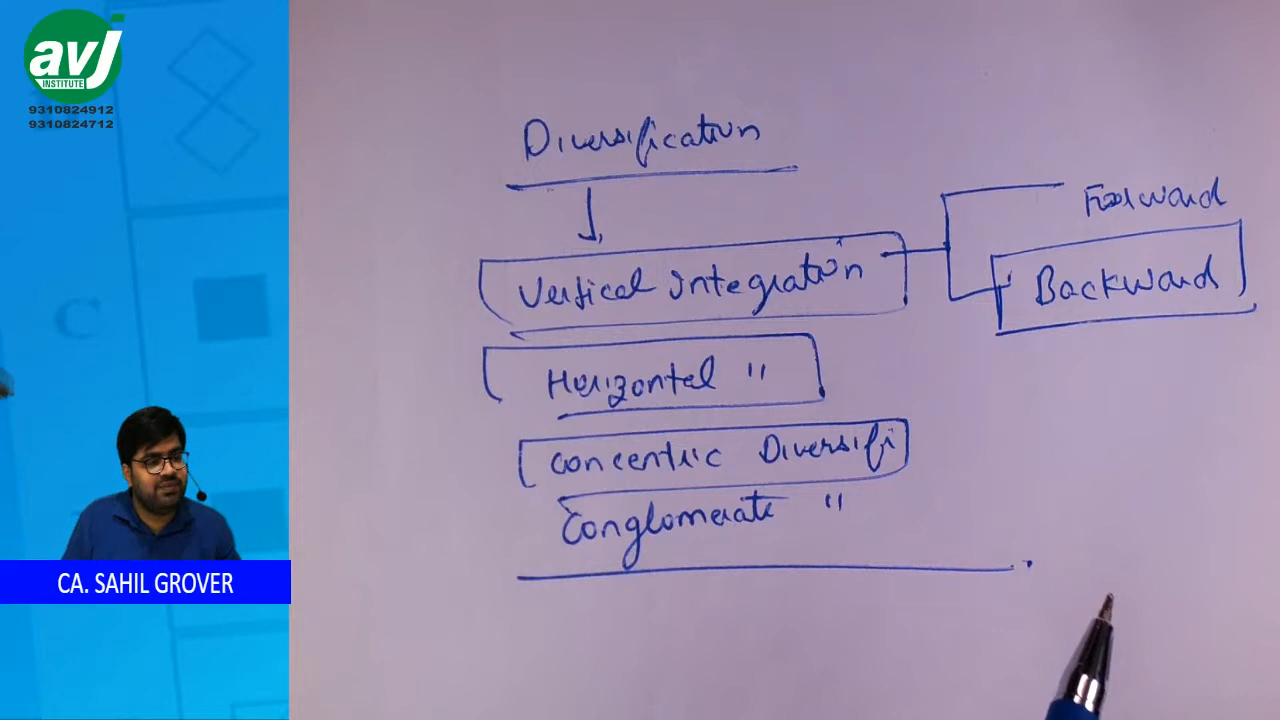 avj
INSTITUTE
9310824912
9310824712
Diversification
Vertical Integration
Forward
Backward
Horizontal "
Concentric Diversifi
Conglomerate "
CA. SAHIL GROVER